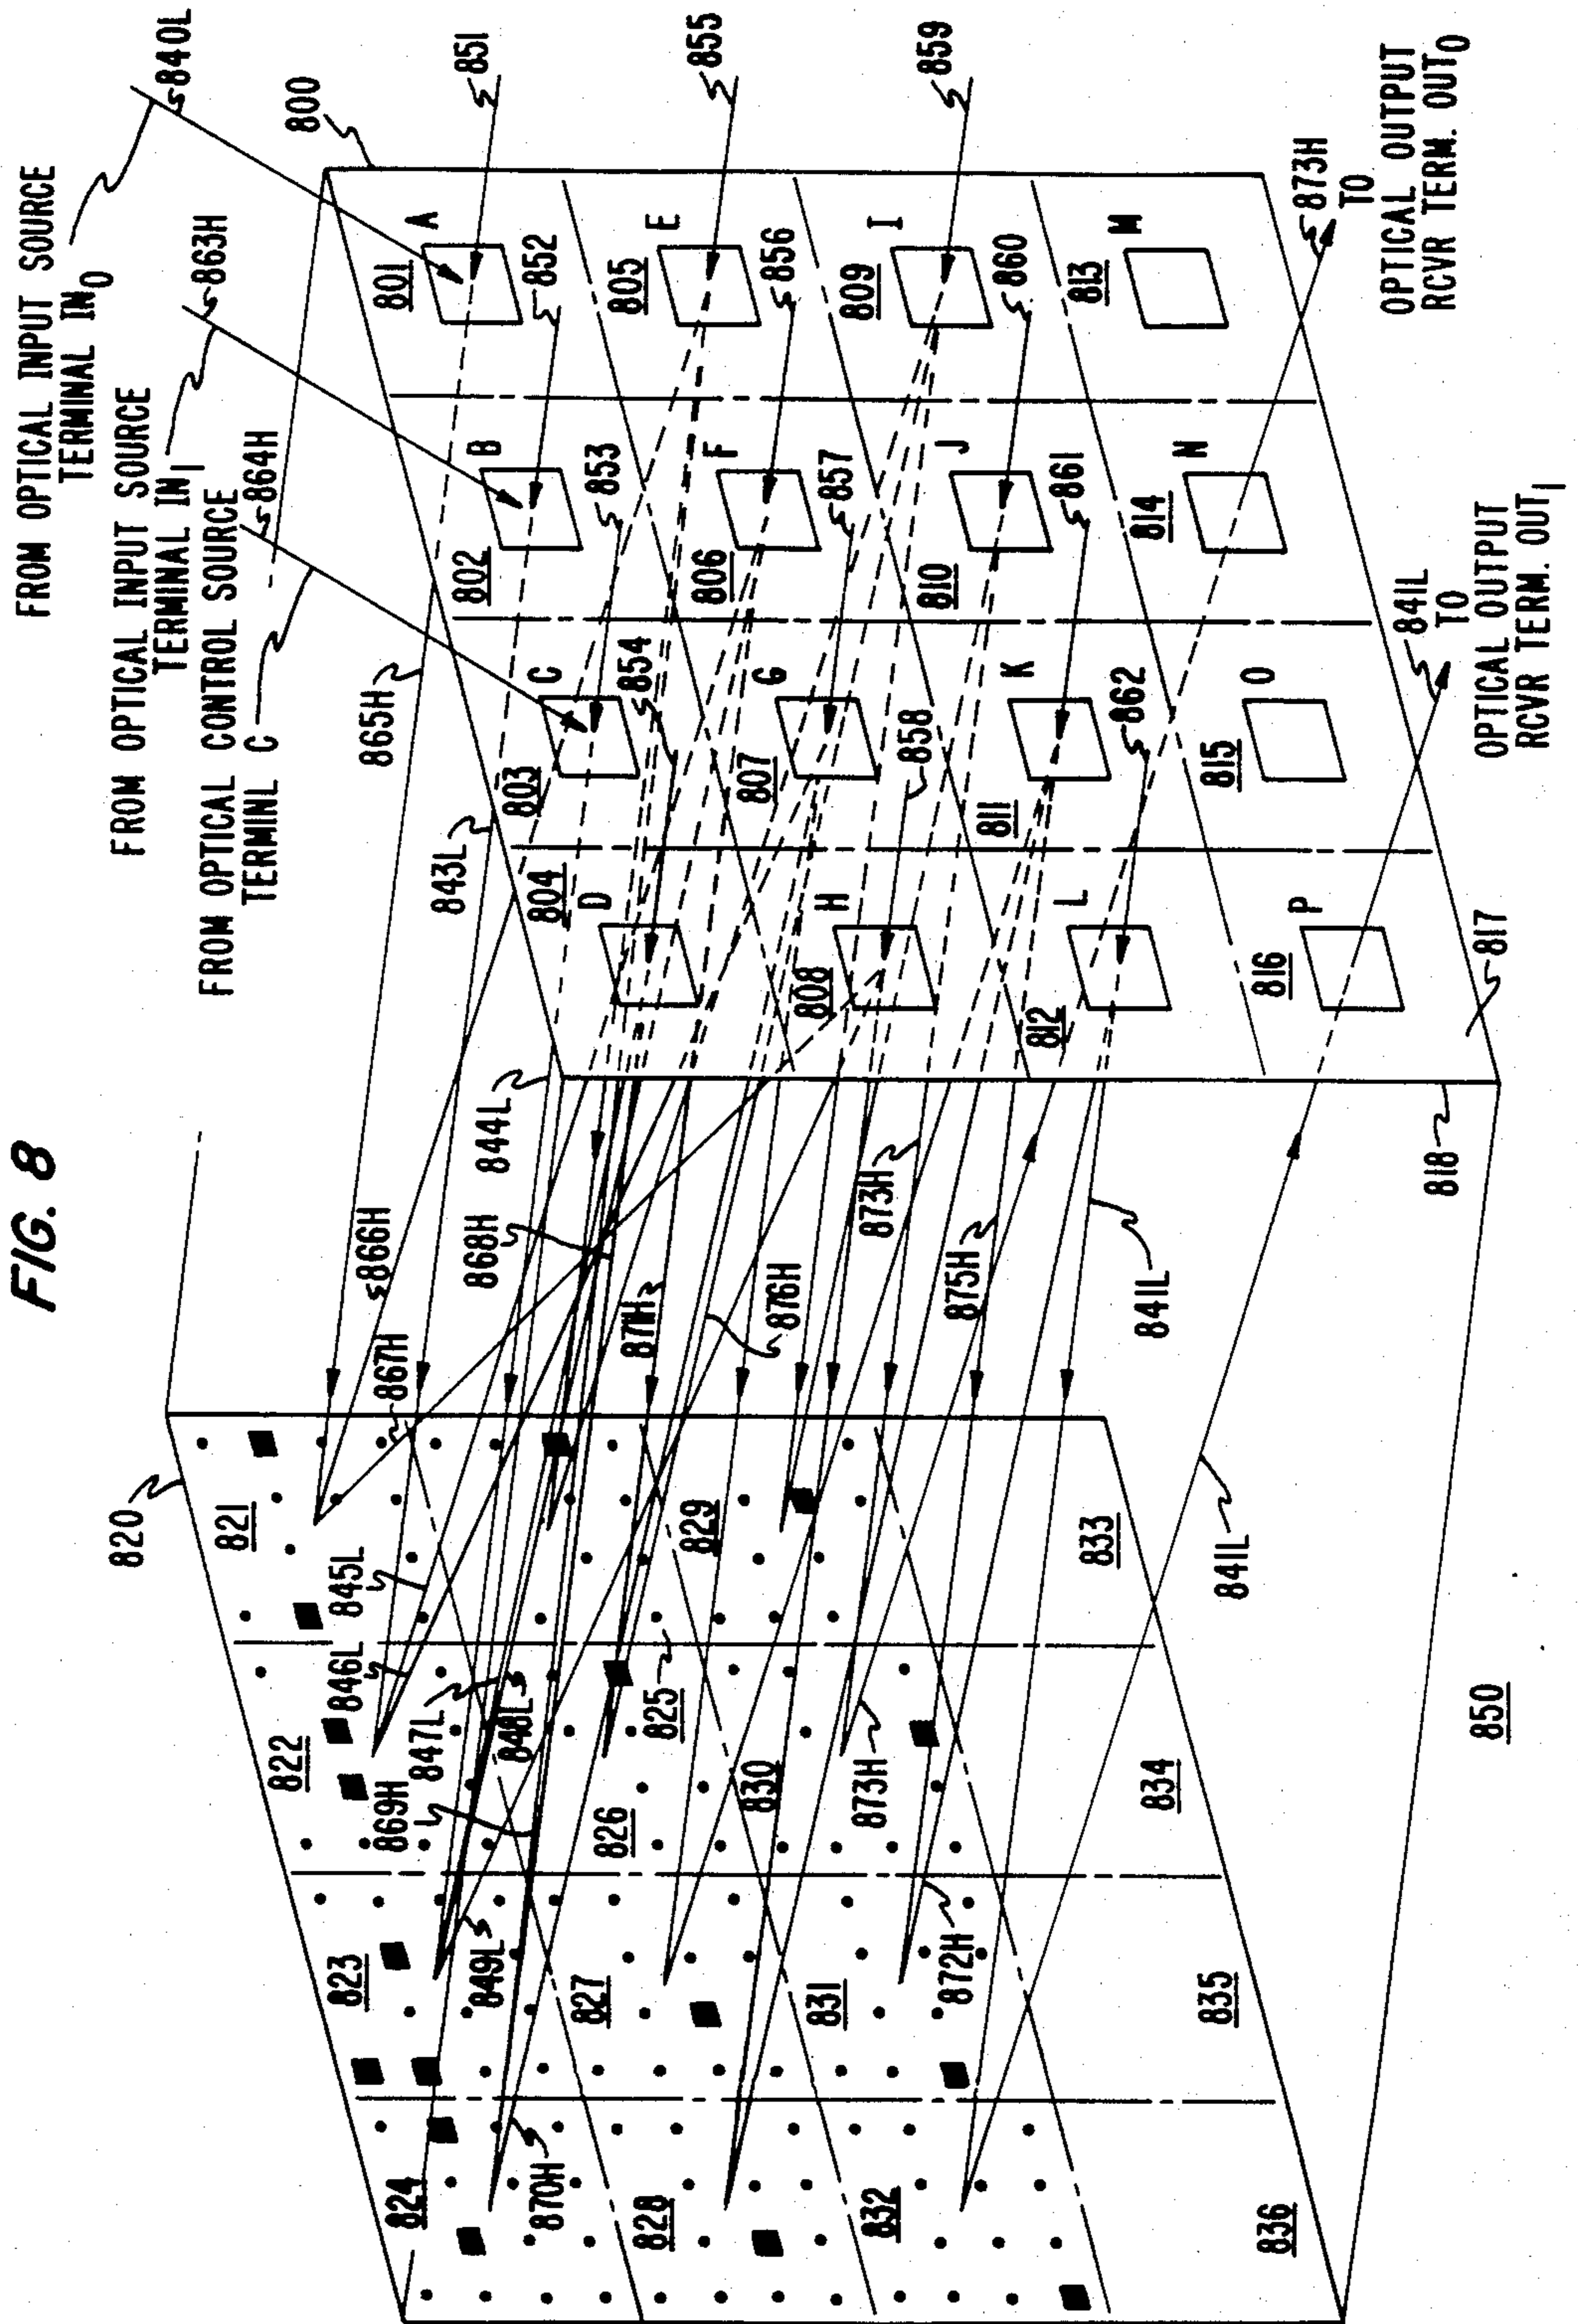 FIG. 8
FROM OPTICAL INPUT SOURCE
TERMINAL IN0
840L
FROM OPTICAL INPUT SOURCE
TERMINAL IN1
863H
FROM OPTICAL CONTROL SOURCE
TERMINL C
864H
800
851
855
859
865H
843L
844L
866H
867H
868H
871H
876H
873H
875H
841L
820
845L
846L
847L
848L
869H
849L
870H
872H
873H
841L
801
A
852
802
B
853
803
C
854
804
D
805
E
856
806
F
857
807
G
858
808
H
809
I
860
810
J
861
811
K
862
812
L
813
M
814
N
815
O
816
P
817
818
821
822
823
824
825
826
827
828
829
830
831
832
833
834
835
836
850
873H
TO
OPTICAL OUTPUT
RCVR TERM. OUT0
841L
TO
OPTICAL OUTPUT
RCVR TERM. OUT1